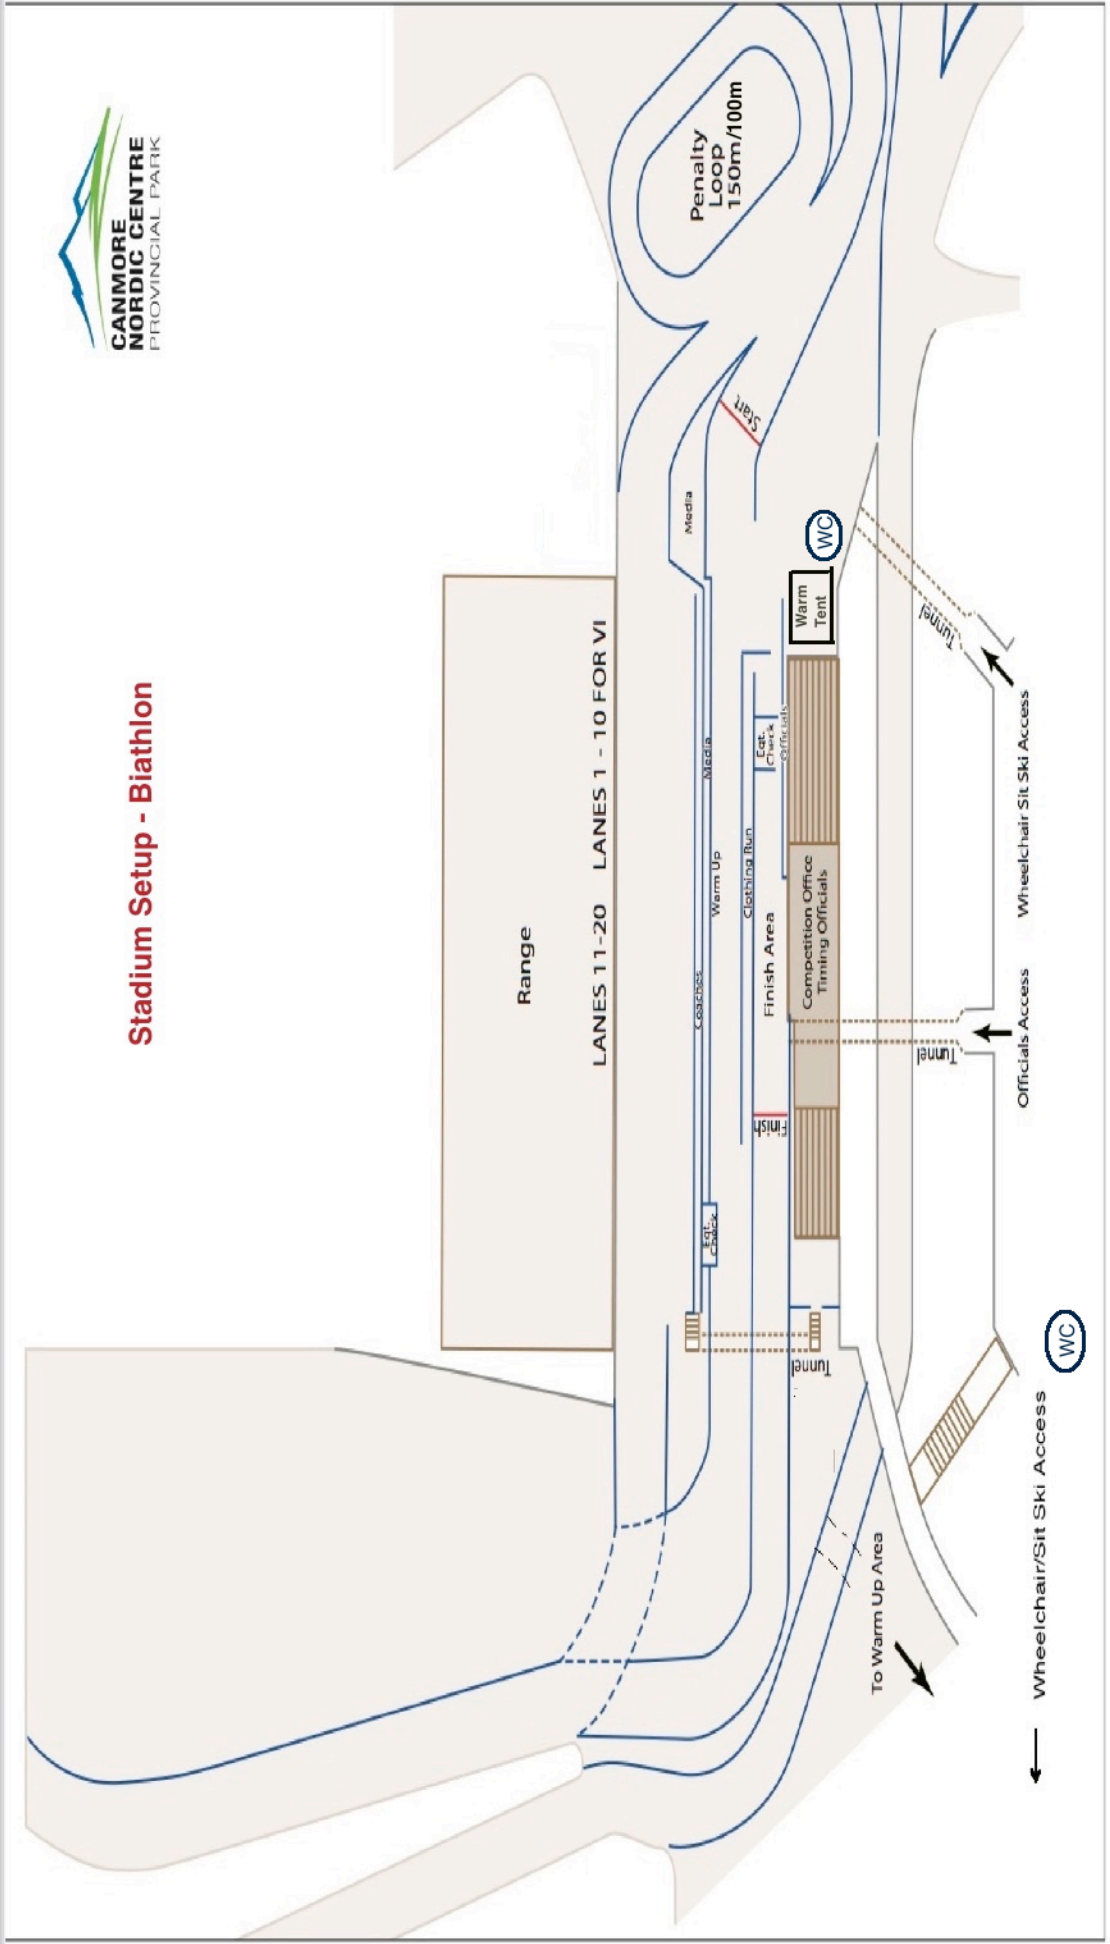 CANMORE
NORDIC CENTRE
PROVINCIAL PARK
Stadium Setup - Biathlon
Penalty
Loop
150m/100m
Start
Media
WC
Warm
Tent
Tunnel
Wheelchair Sit Ski Access
Range
LANES 11-20 LANES 1 - 10 FOR VI
Media
Warm Up
Coaches
Eqt.
Check
Officials
Clothing Run
Finish Area
Competition Office
Timing Officials
Finish
Tunnel
Officials Access
Eqt.
Check
Tunnel
To Warm Up Area
Wheelchair/Sit Ski Access
WC